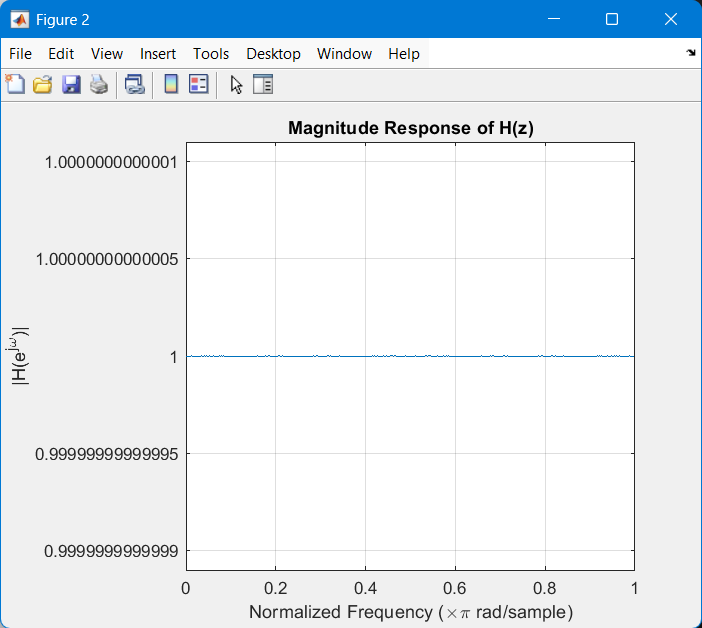 Figure 2
File Edit View Insert Tools Desktop Window Help
Magnitude Response of H(z)
1.0000000000001
1.00000000000005
1
0.99999999999995
0.9999999999999
|H(e^{jω})|
0 0.2 0.4 0.6 0.8 1
Normalized Frequency (×π rad/sample)